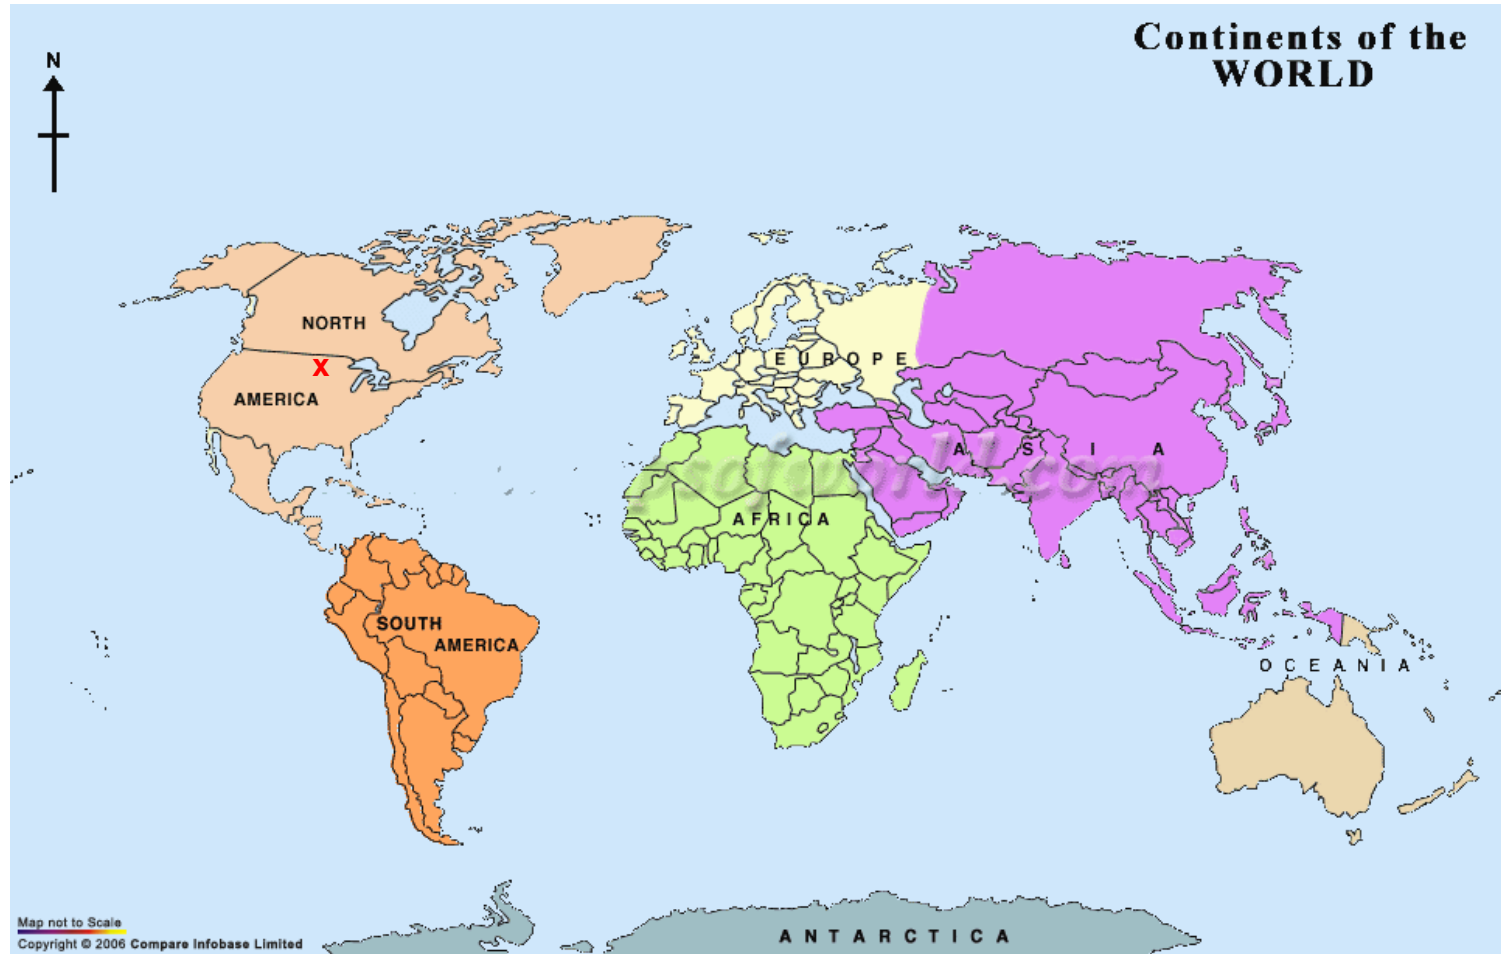 Continents of the
WORLD
N
NORTH
X
AMERICA
EUROPE
ASIA
AFRICA
SOUTH
AMERICA
OCEANIA
ANTARCTICA
Map not to Scale
Copyright © 2006 Compare Infobase Limited